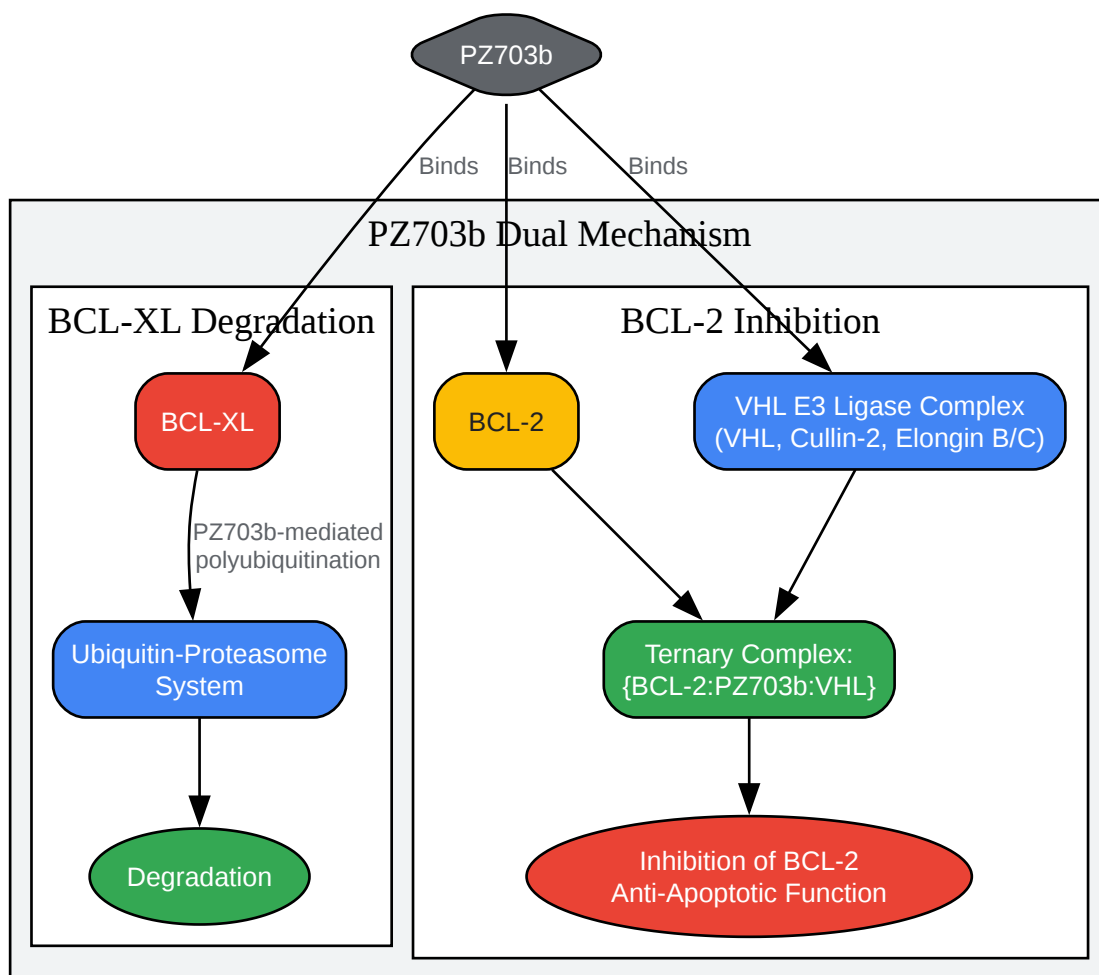 PZ703b
Binds
Binds
Binds
PZ703b Dual Mechanism
BCL-XL Degradation
BCL-2 Inhibition
BCL-XL
BCL-2
VHL E3 Ligase Complex
(VHL, Cullin-2, Elongin B/C)
PZ703b-mediated
polyubiquitination
Ubiquitin-Proteasome
System
Ternary Complex:
{BCL-2:PZ703b:VHL}
Degradation
Inhibition of BCL-2
Anti-Apoptotic Function